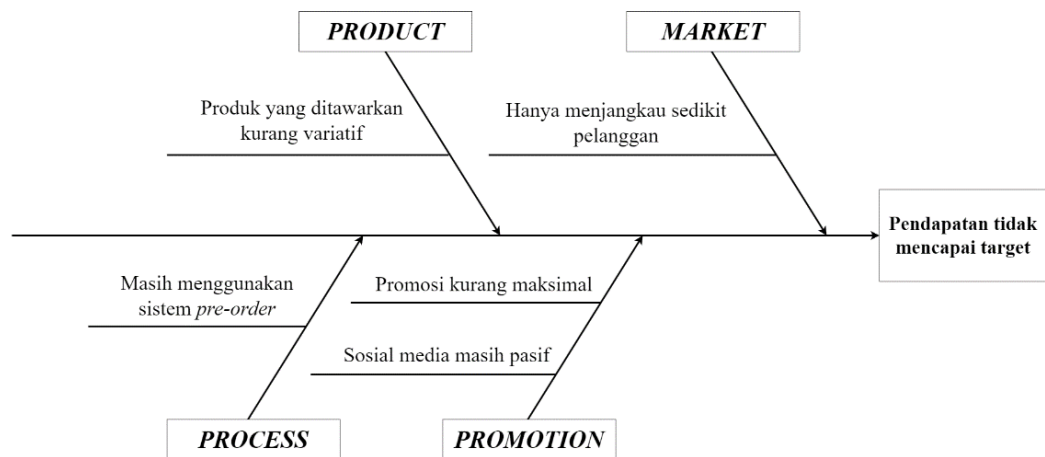 PRODUCT
MARKET
Produk yang ditawarkan
kurang variatif
Hanya menjangkau sedikit
pelanggan
Pendapatan tidak
mencapai target
Masih menggunakan
sistem pre-order
Promosi kurang maksimal
Sosial media masih pasif
PROCESS
PROMOTION